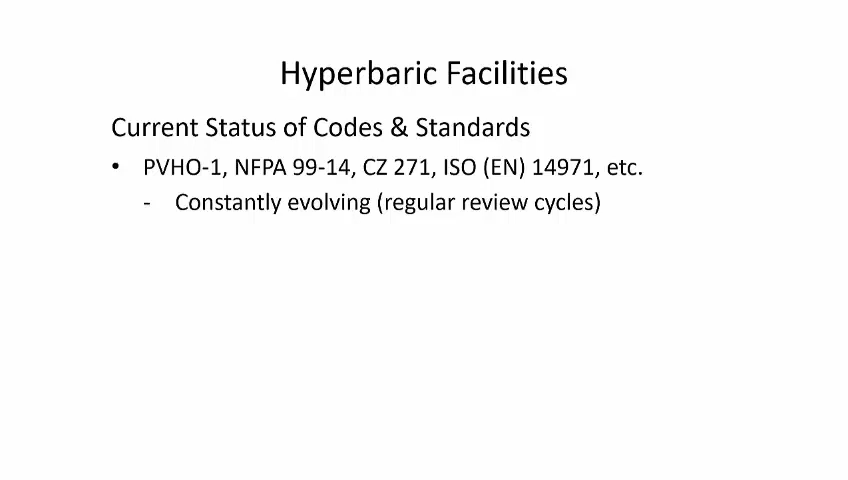 Hyperbaric Facilities
Current Status of Codes & Standards
• PVHO-1, NFPA 99-14, CZ 271, ISO (EN) 14971, etc.
- Constantly evolving (regular review cycles)